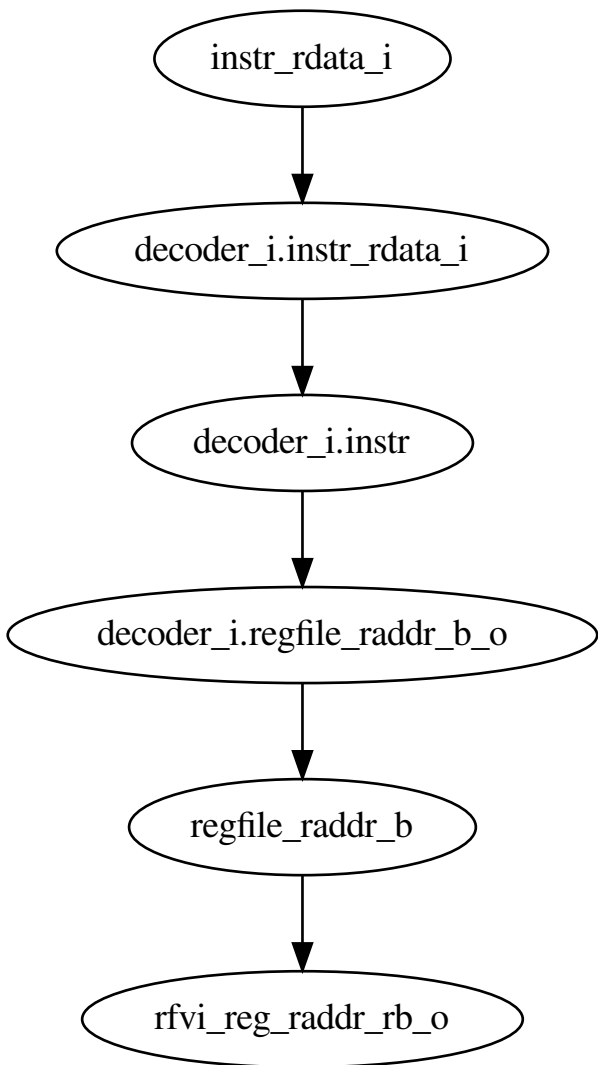 instr_rdata_i
decoder_i.instr_rdata_i
decoder_i.instr
decoder_i.regfile_raddr_b_o
regfile_raddr_b
rfvi_reg_raddr_rb_o